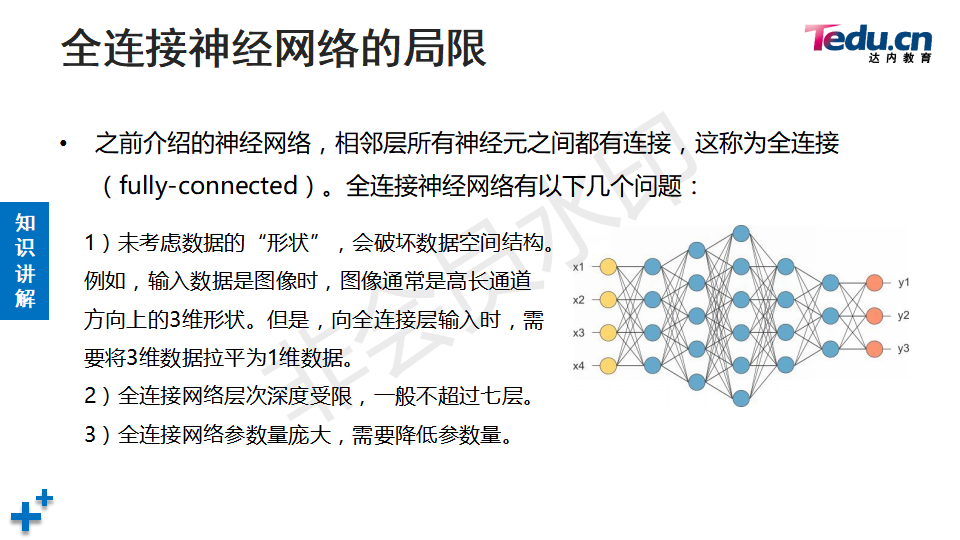 全连接神经网络的局限
Tedu.cn
达内教育
• 之前介绍的神经网络，相邻层所有神经元之间都有连接，这称为全连接
（fully-connected）。全连接神经网络有以下几个问题：
知识讲解
1）未考虑数据的“形状”，会破坏数据空间结构。
例如，输入数据是图像时，图像通常是高长通道
方向上的3维形状。但是，向全连接层输入时，需
要将3维数据拉平为1维数据。
2）全连接网络层次深度受限，一般不超过七层。
3）全连接网络参数量庞大，需要降低参数量。
x1
x2
x3
x4
y1
y2
y3
非会员水印